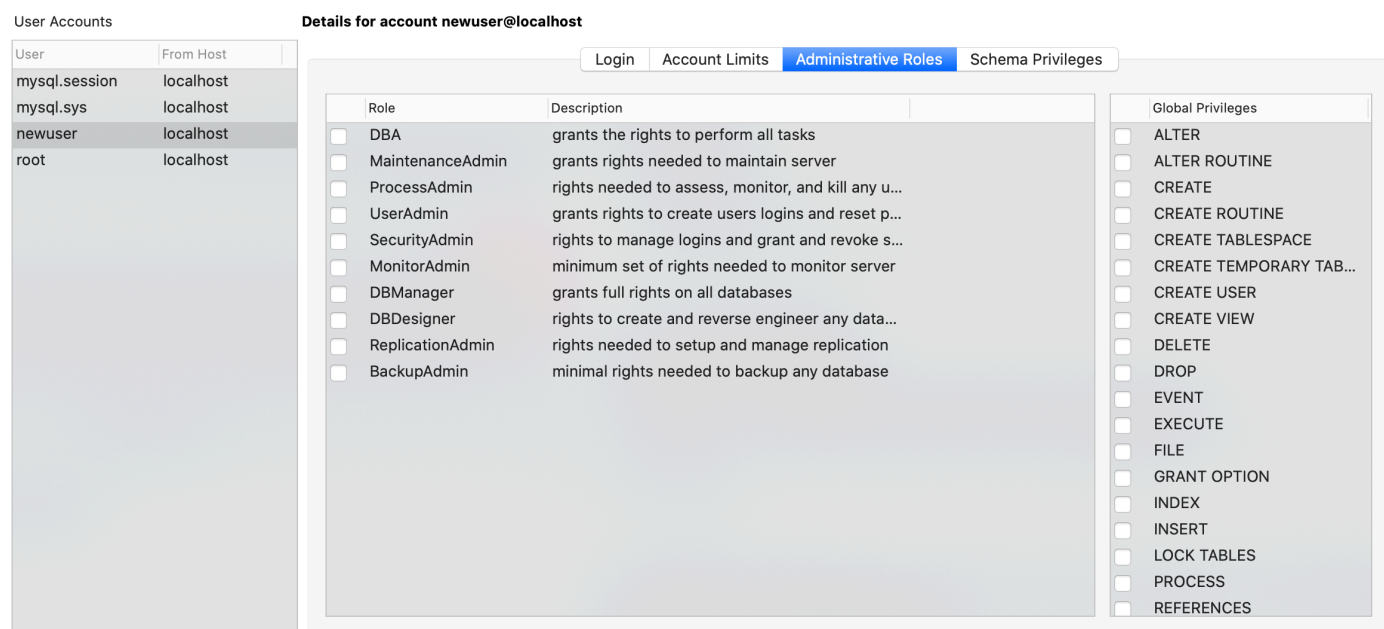 User Accounts
Details for account newuser@localhost
User From Host
mysql.session localhost
mysql.sys localhost
newuser localhost
root localhost
Login Account Limits Administrative Roles Schema Privileges
Role Description
DBA grants the rights to perform all tasks
MaintenanceAdmin grants rights needed to maintain server
ProcessAdmin rights needed to assess, monitor, and kill any u...
UserAdmin grants rights to create users logins and reset p...
SecurityAdmin rights to manage logins and grant and revoke s...
MonitorAdmin minimum set of rights needed to monitor server
DBManager grants full rights on all databases
DBDesigner rights to create and reverse engineer any data...
ReplicationAdmin rights needed to setup and manage replication
BackupAdmin minimal rights needed to backup any database
Global Privileges
ALTER
ALTER ROUTINE
CREATE
CREATE ROUTINE
CREATE TABLESPACE
CREATE TEMPORARY TAB...
CREATE USER
CREATE VIEW
DELETE
DROP
EVENT
EXECUTE
FILE
GRANT OPTION
INDEX
INSERT
LOCK TABLES
PROCESS
REFERENCES